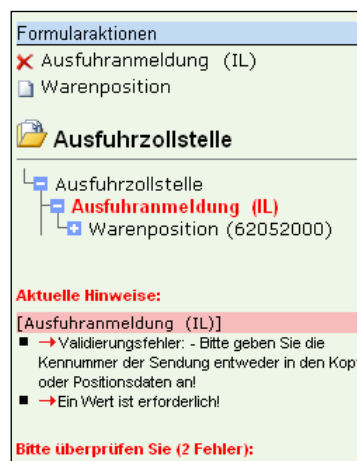 Formularaktionen
Ausfuhranmeldung (IL)
Warenposition
Ausfuhrzollstelle
Ausfuhrzollstelle
Ausfuhranmeldung (IL)
Warenposition (62052000)
Aktuelle Hinweise:
[Ausfuhranmeldung (IL)]
Validierungsfehler: - Bitte geben Sie die
Kennummer der Sendung entweder in den Kopf
oder Positionsdaten an!
Ein Wert ist erforderlich!
Bitte überprüfen Sie (2 Fehler):